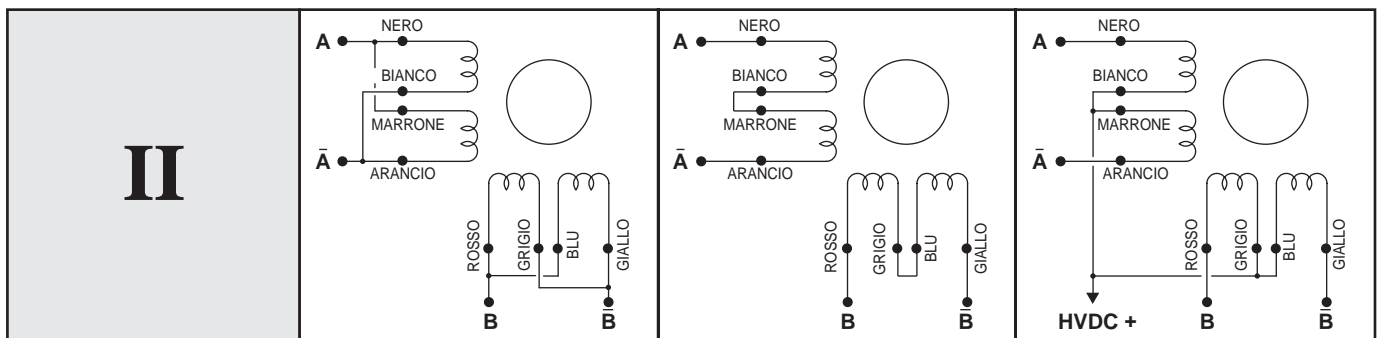 II
A NERO
BIANCO
MARRONE
Ā
ARANCIO
ROSSO
GRIGIO
BLU
GIALLO
B B̄
A NERO
BIANCO
MARRONE
Ā
ARANCIO
ROSSO
GRIGIO
BLU
GIALLO
B B̄
A NERO
BIANCO
MARRONE
Ā
ARANCIO
ROSSO
GRIGIO
BLU
GIALLO
HVDC + B B̄